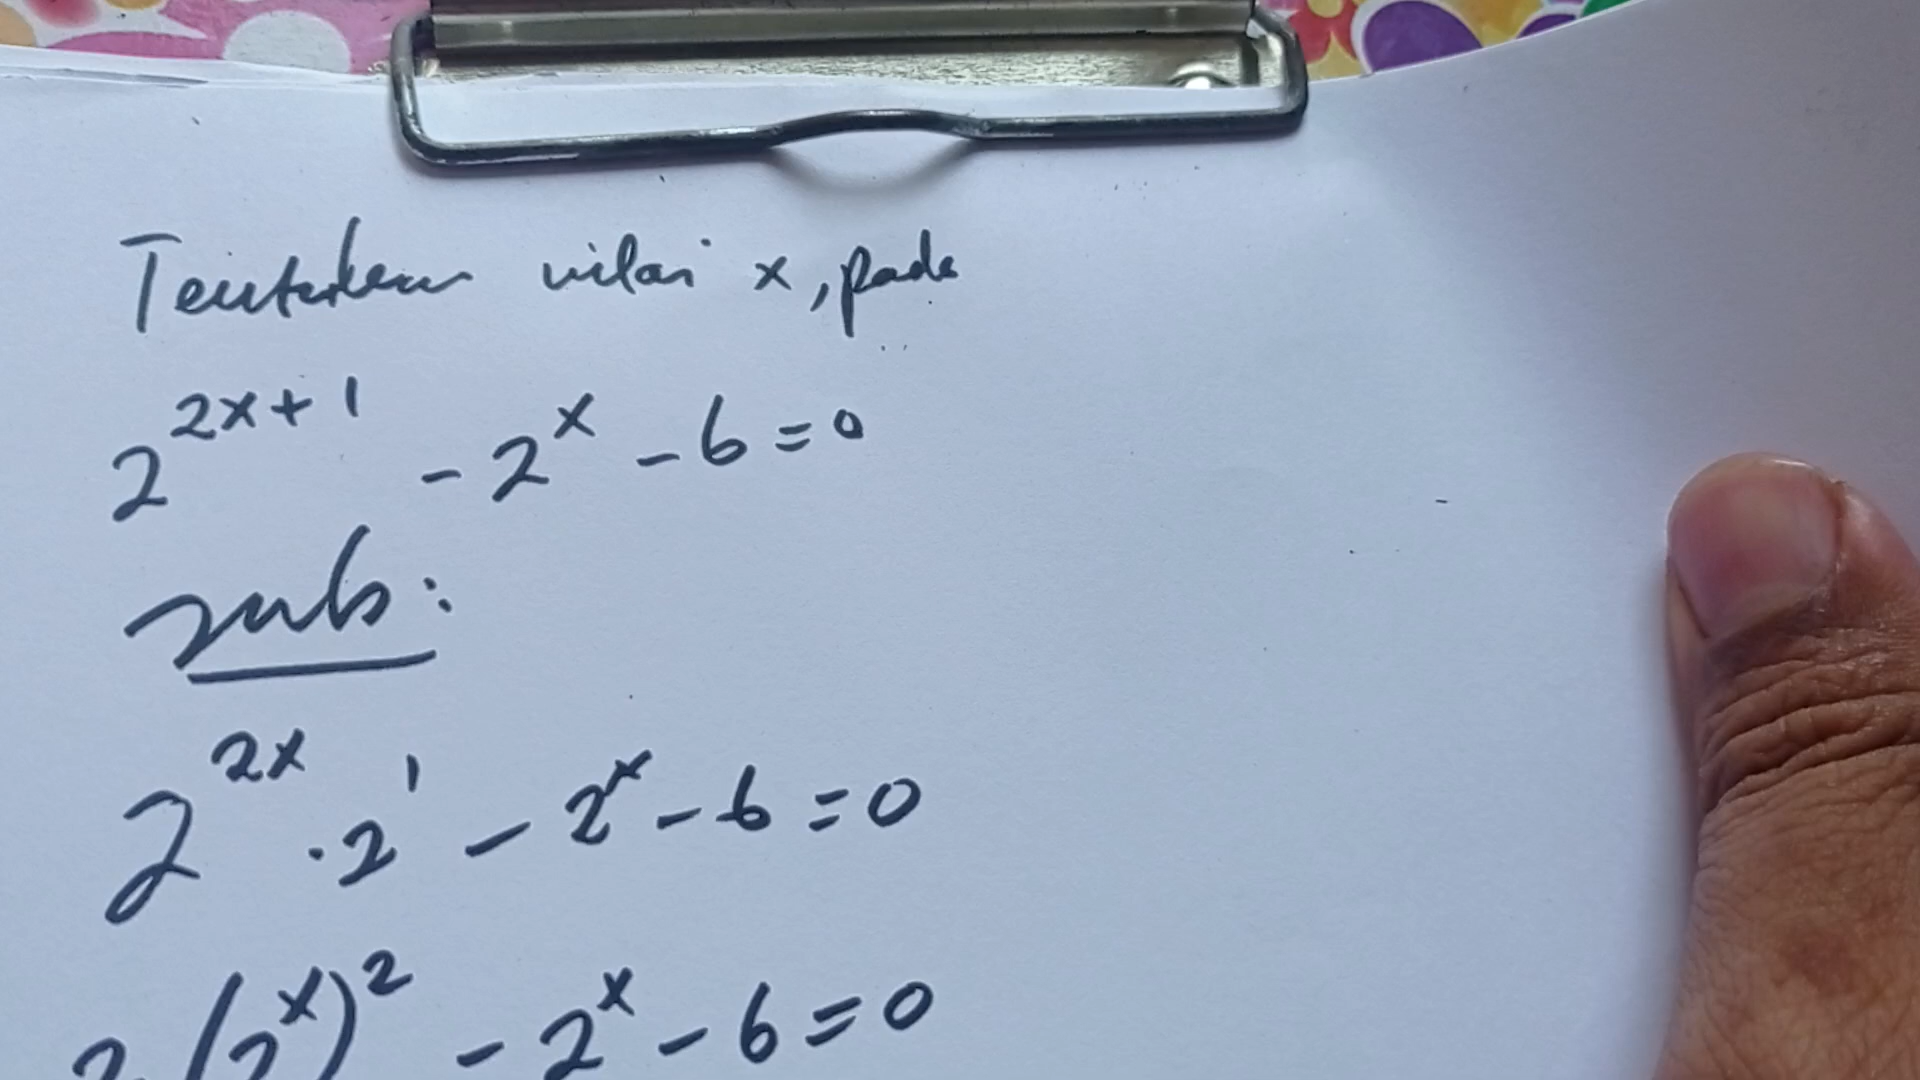 Tentukan nilai x, pada
2^{2x+1} - 2^x - 6 = 0
Jwb:
2^{2x} . 2^1 - 2^x - 6 = 0
2(2^x)^2 - 2^x - 6 = 0